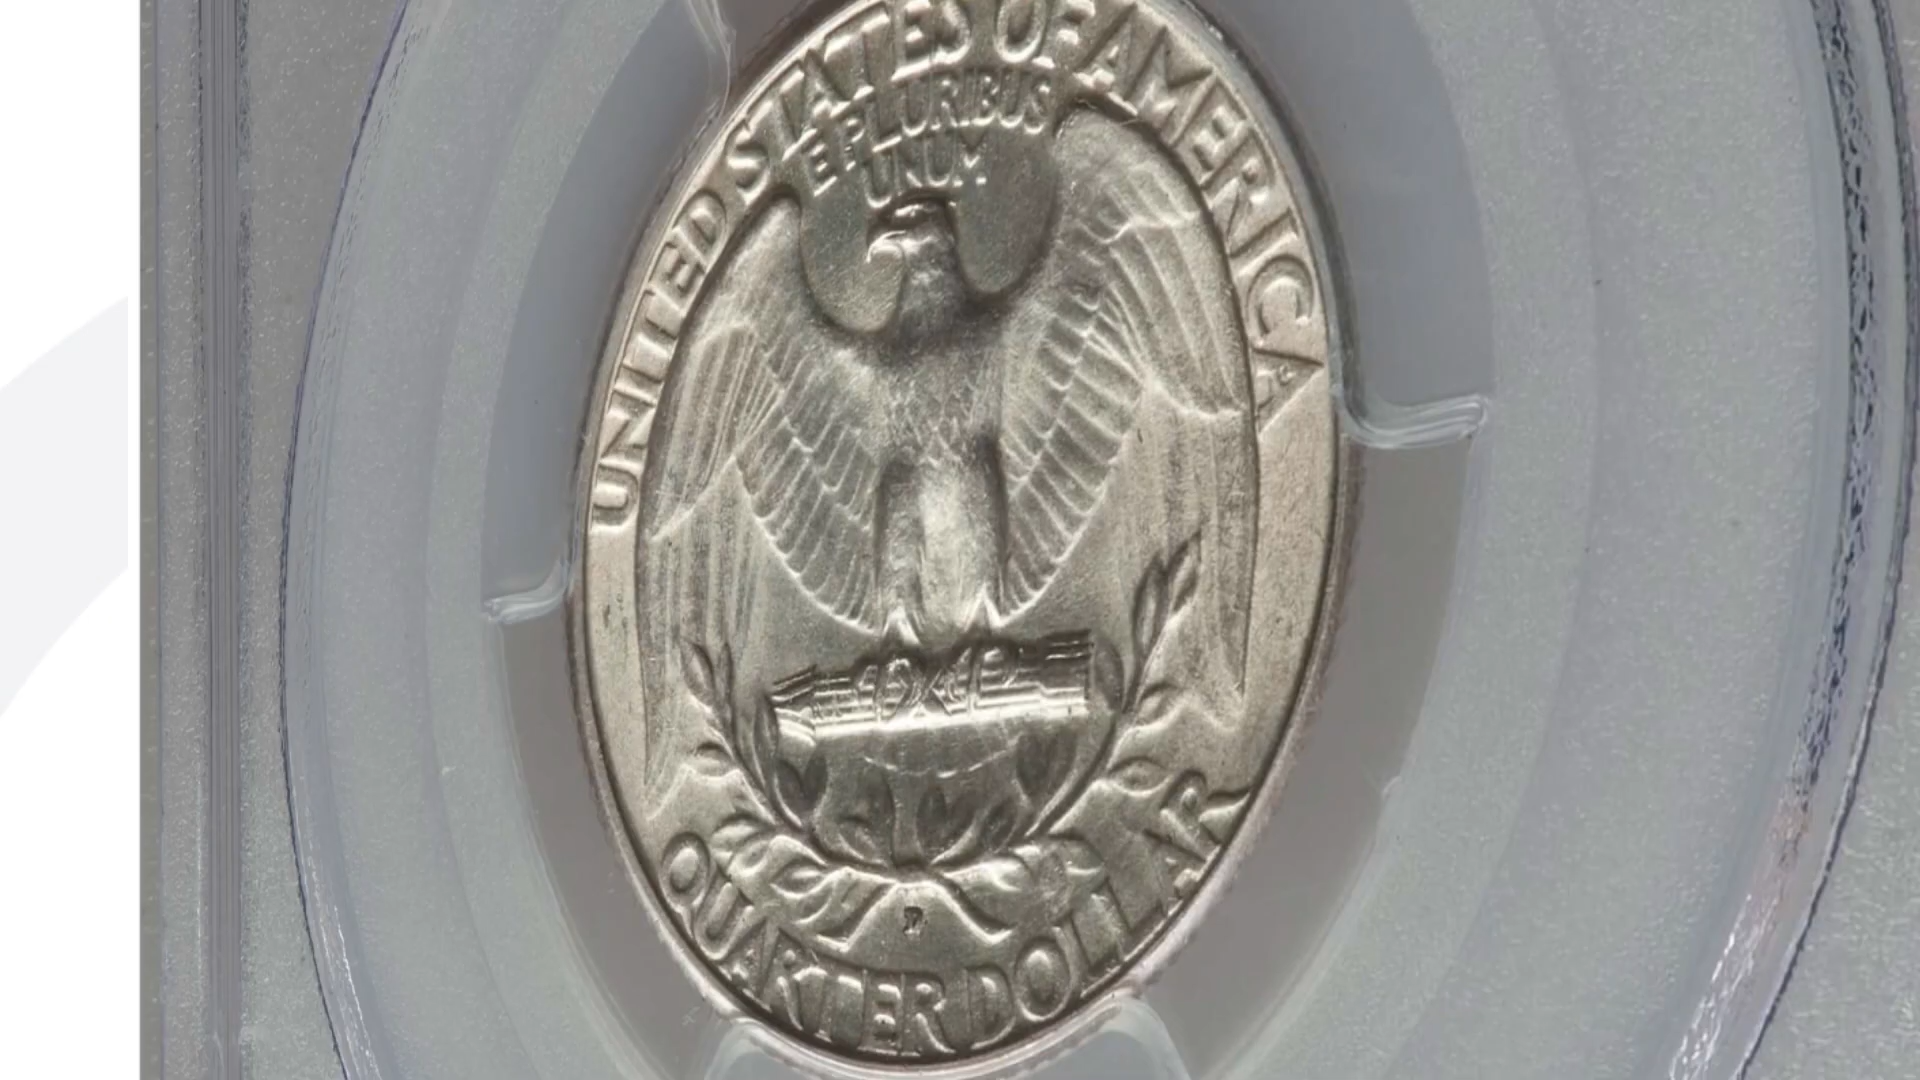 UNITED STATES OF AMERICA
E PLURIBUS
UNUM
D
QUARTER DOLLAR